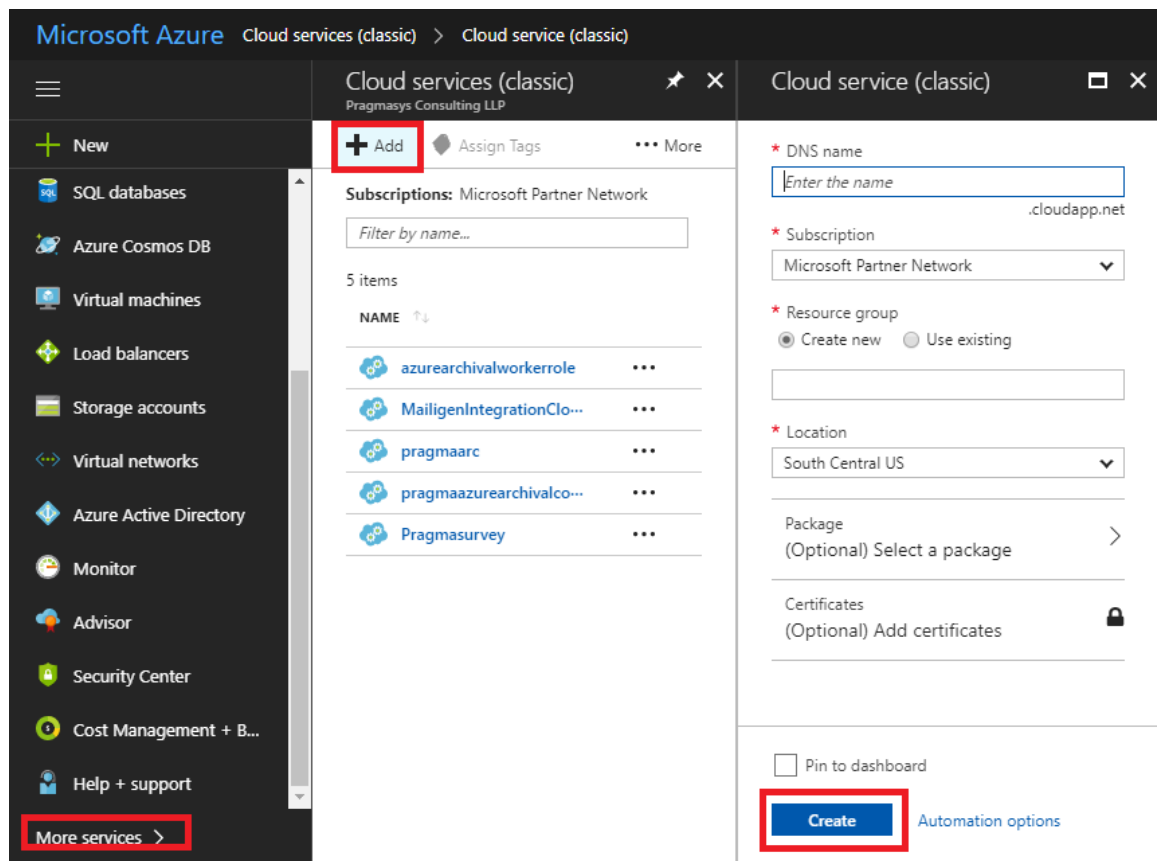 Microsoft Azure Cloud services (classic) > Cloud service (classic)
New
SQL databases
Azure Cosmos DB
Virtual machines
Load balancers
Storage accounts
Virtual networks
Azure Active Directory
Monitor
Advisor
Security Center
Cost Management + B...
Help + support
More services >
Cloud services (classic)
Pragmasys Consulting LLP
Add Assign Tags ••• More
Subscriptions: Microsoft Partner Network
Filter by name...
5 items
NAME ↑↓
azurearchivalworkerrole •••
MailigenIntegrationClo··· •••
pragmaarc •••
pragmaazurearchivalco··· •••
Pragmasurvey •••
Cloud service (classic)
* DNS name
Enter the name
.cloudapp.net
* Subscription
Microsoft Partner Network
* Resource group
Create new Use existing
* Location
South Central US
Package
(Optional) Select a package
Certificates
(Optional) Add certificates
Pin to dashboard
Create Automation options